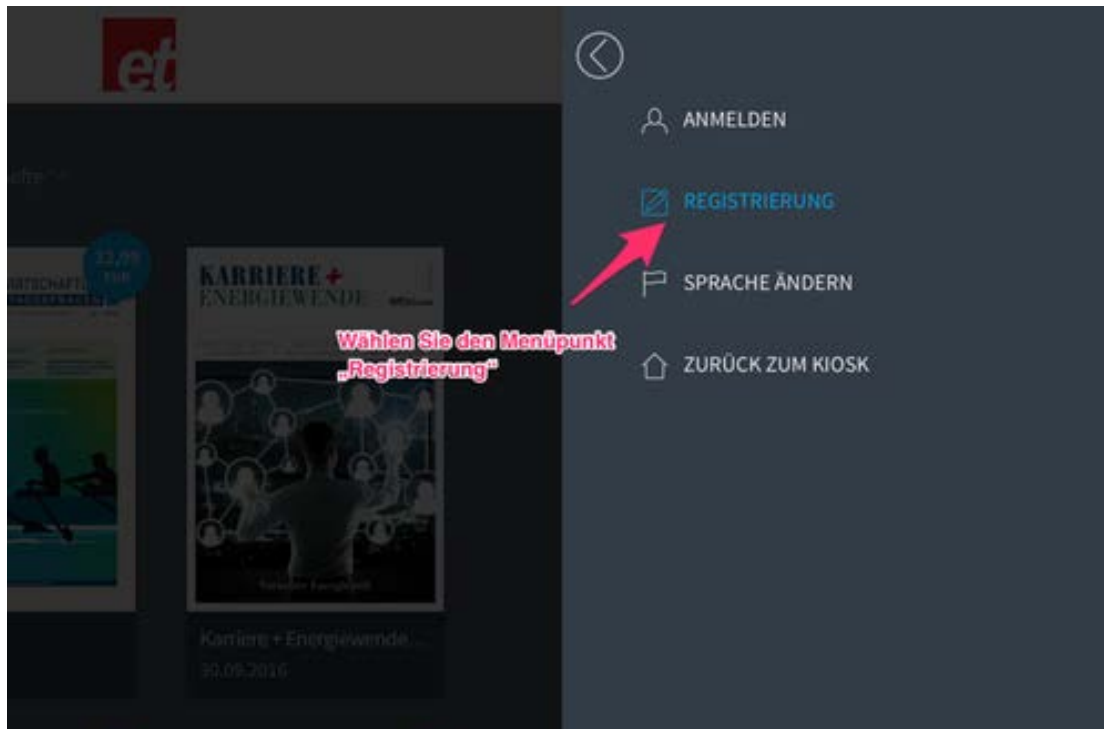 et
ANMELDEN
REGISTRIERUNG
SPRACHE ÄNDERN
ZURÜCK ZUM KIOSK
Wählen Sie den Menüpunkt
„Registrierung“
EUR
KARRIERE +
ENERGIEWENDE
Karriere + Energiewende...
30.09.2016